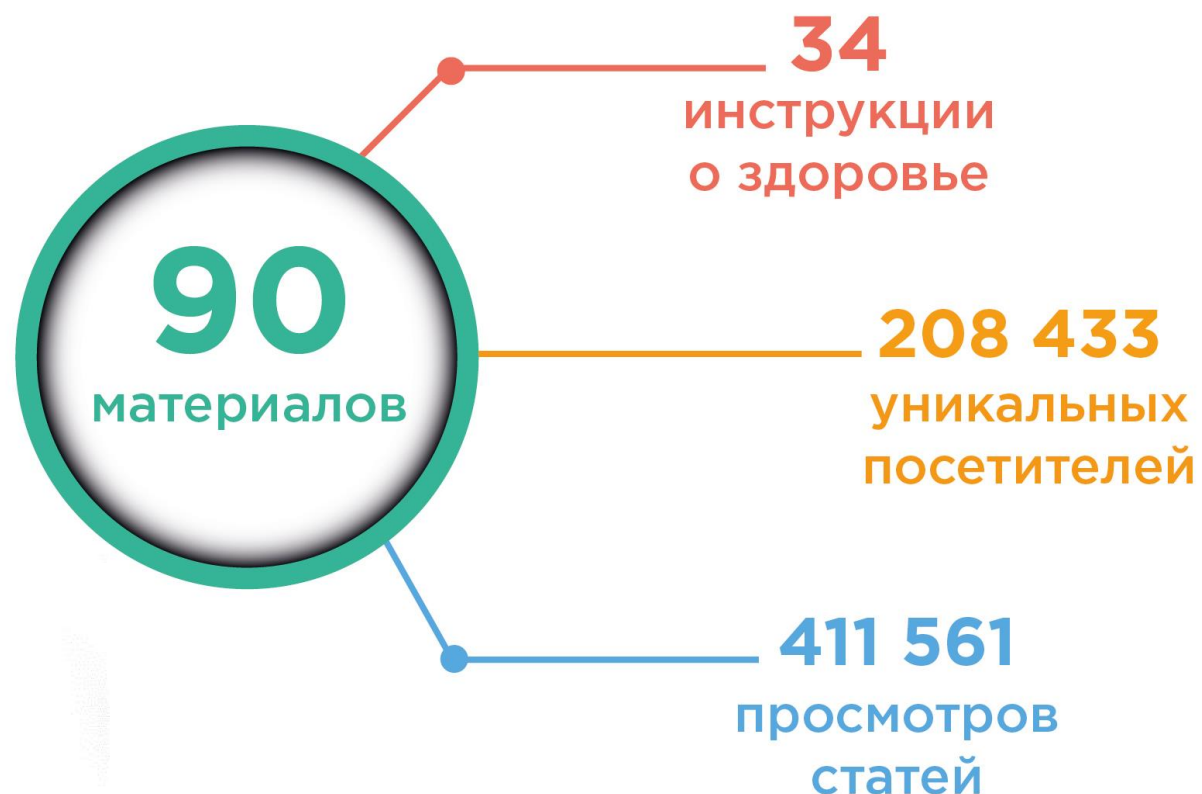 34
инструкции
о здоровье
90
материалов
208 433
уникальных
посетителей
411 561
просмотров
статей